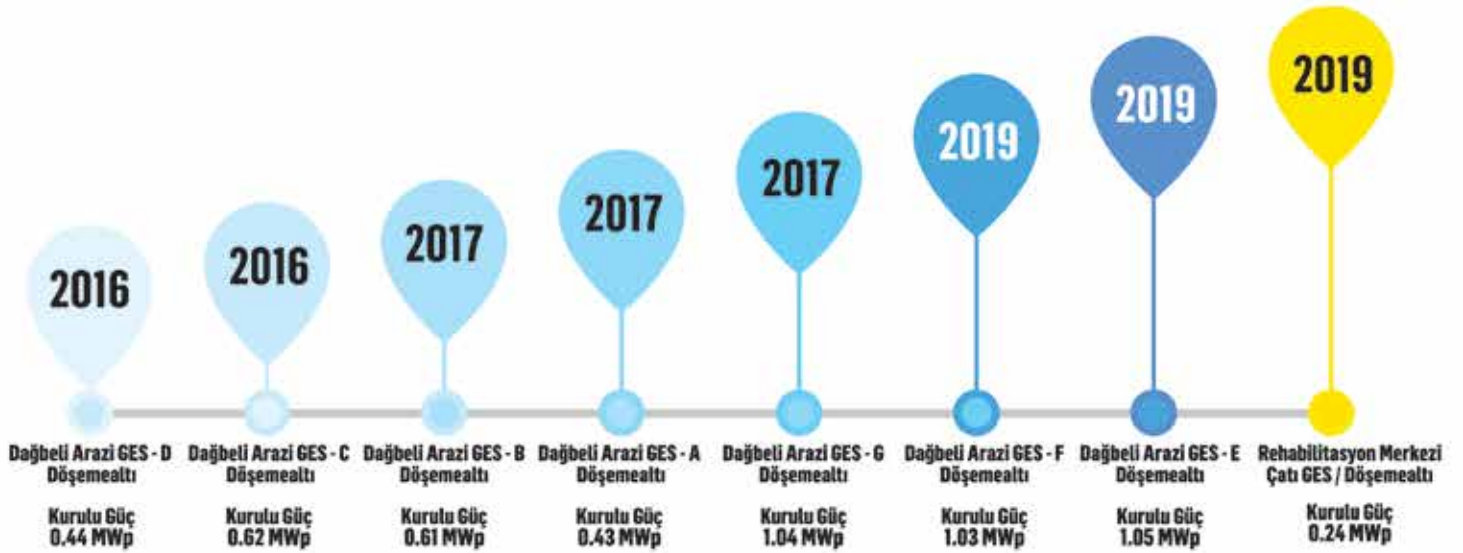 2016
2016
2017
2017
2017
2019
2019
2019
Dağbeli Arazi GES - D
Döşemealtı
Kurulu Güç
0.44 MWp
Dağbeli Arazi GES - C
Döşemealtı
Kurulu Güç
0.62 MWp
Dağbeli Arazi GES - B
Döşemealtı
Kurulu Güç
0.61 MWp
Dağbeli Arazi GES - A
Döşemealtı
Kurulu Güç
0.43 MWp
Dağbeli Arazi GES - G
Döşemealtı
Kurulu Güç
1.04 MWp
Dağbeli Arazi GES - F
Döşemealtı
Kurulu Güç
1.03 MWp
Dağbeli Arazi GES - E
Döşemealtı
Kurulu Güç
1.05 MWp
Rehabilitasyon Merkezi
Çatı GES / Döşemealtı
Kurulu Güç
0.24 MWp